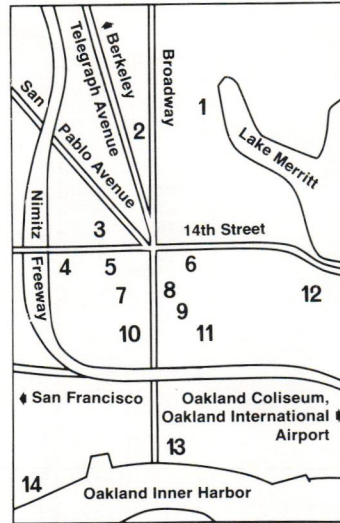 Berkeley
Telegraph Avenue
Broadway
San
Pablo Avenue
1
2
Lake Merritt
Nimitz
Freeway
3
14th Street
4
5
6
7
8
9
10
11
12
San Francisco
Oakland Coliseum,
Oakland International
Airport
13
14
Oakland Inner Harbor